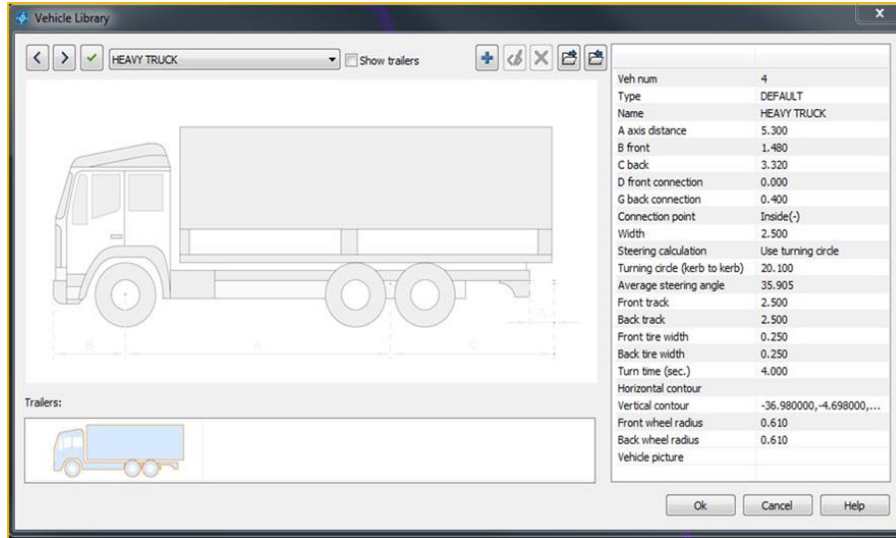 Vehicle Library
X
HEAVY TRUCK
Show trailers
B
A
C
G
Trailers:
Veh num 4
Type DEFAULT
Name HEAVY TRUCK
A axis distance 5.300
B front 1.480
C back 3.320
D front connection 0.000
G back connection 0.400
Connection point Inside(-)
Width 2.500
Steering calculation Use turning circle
Turning circle (kerb to kerb) 20.100
Average steering angle 35.905
Front track 2.500
Back track 2.500
Front tire width 0.250
Back tire width 0.250
Turn time (sec.) 4.000
Horizontal contour
Vertical contour -36.980000,-4.698000,...
Front wheel radius 0.610
Back wheel radius 0.610
Vehicle picture
Ok Cancel Help